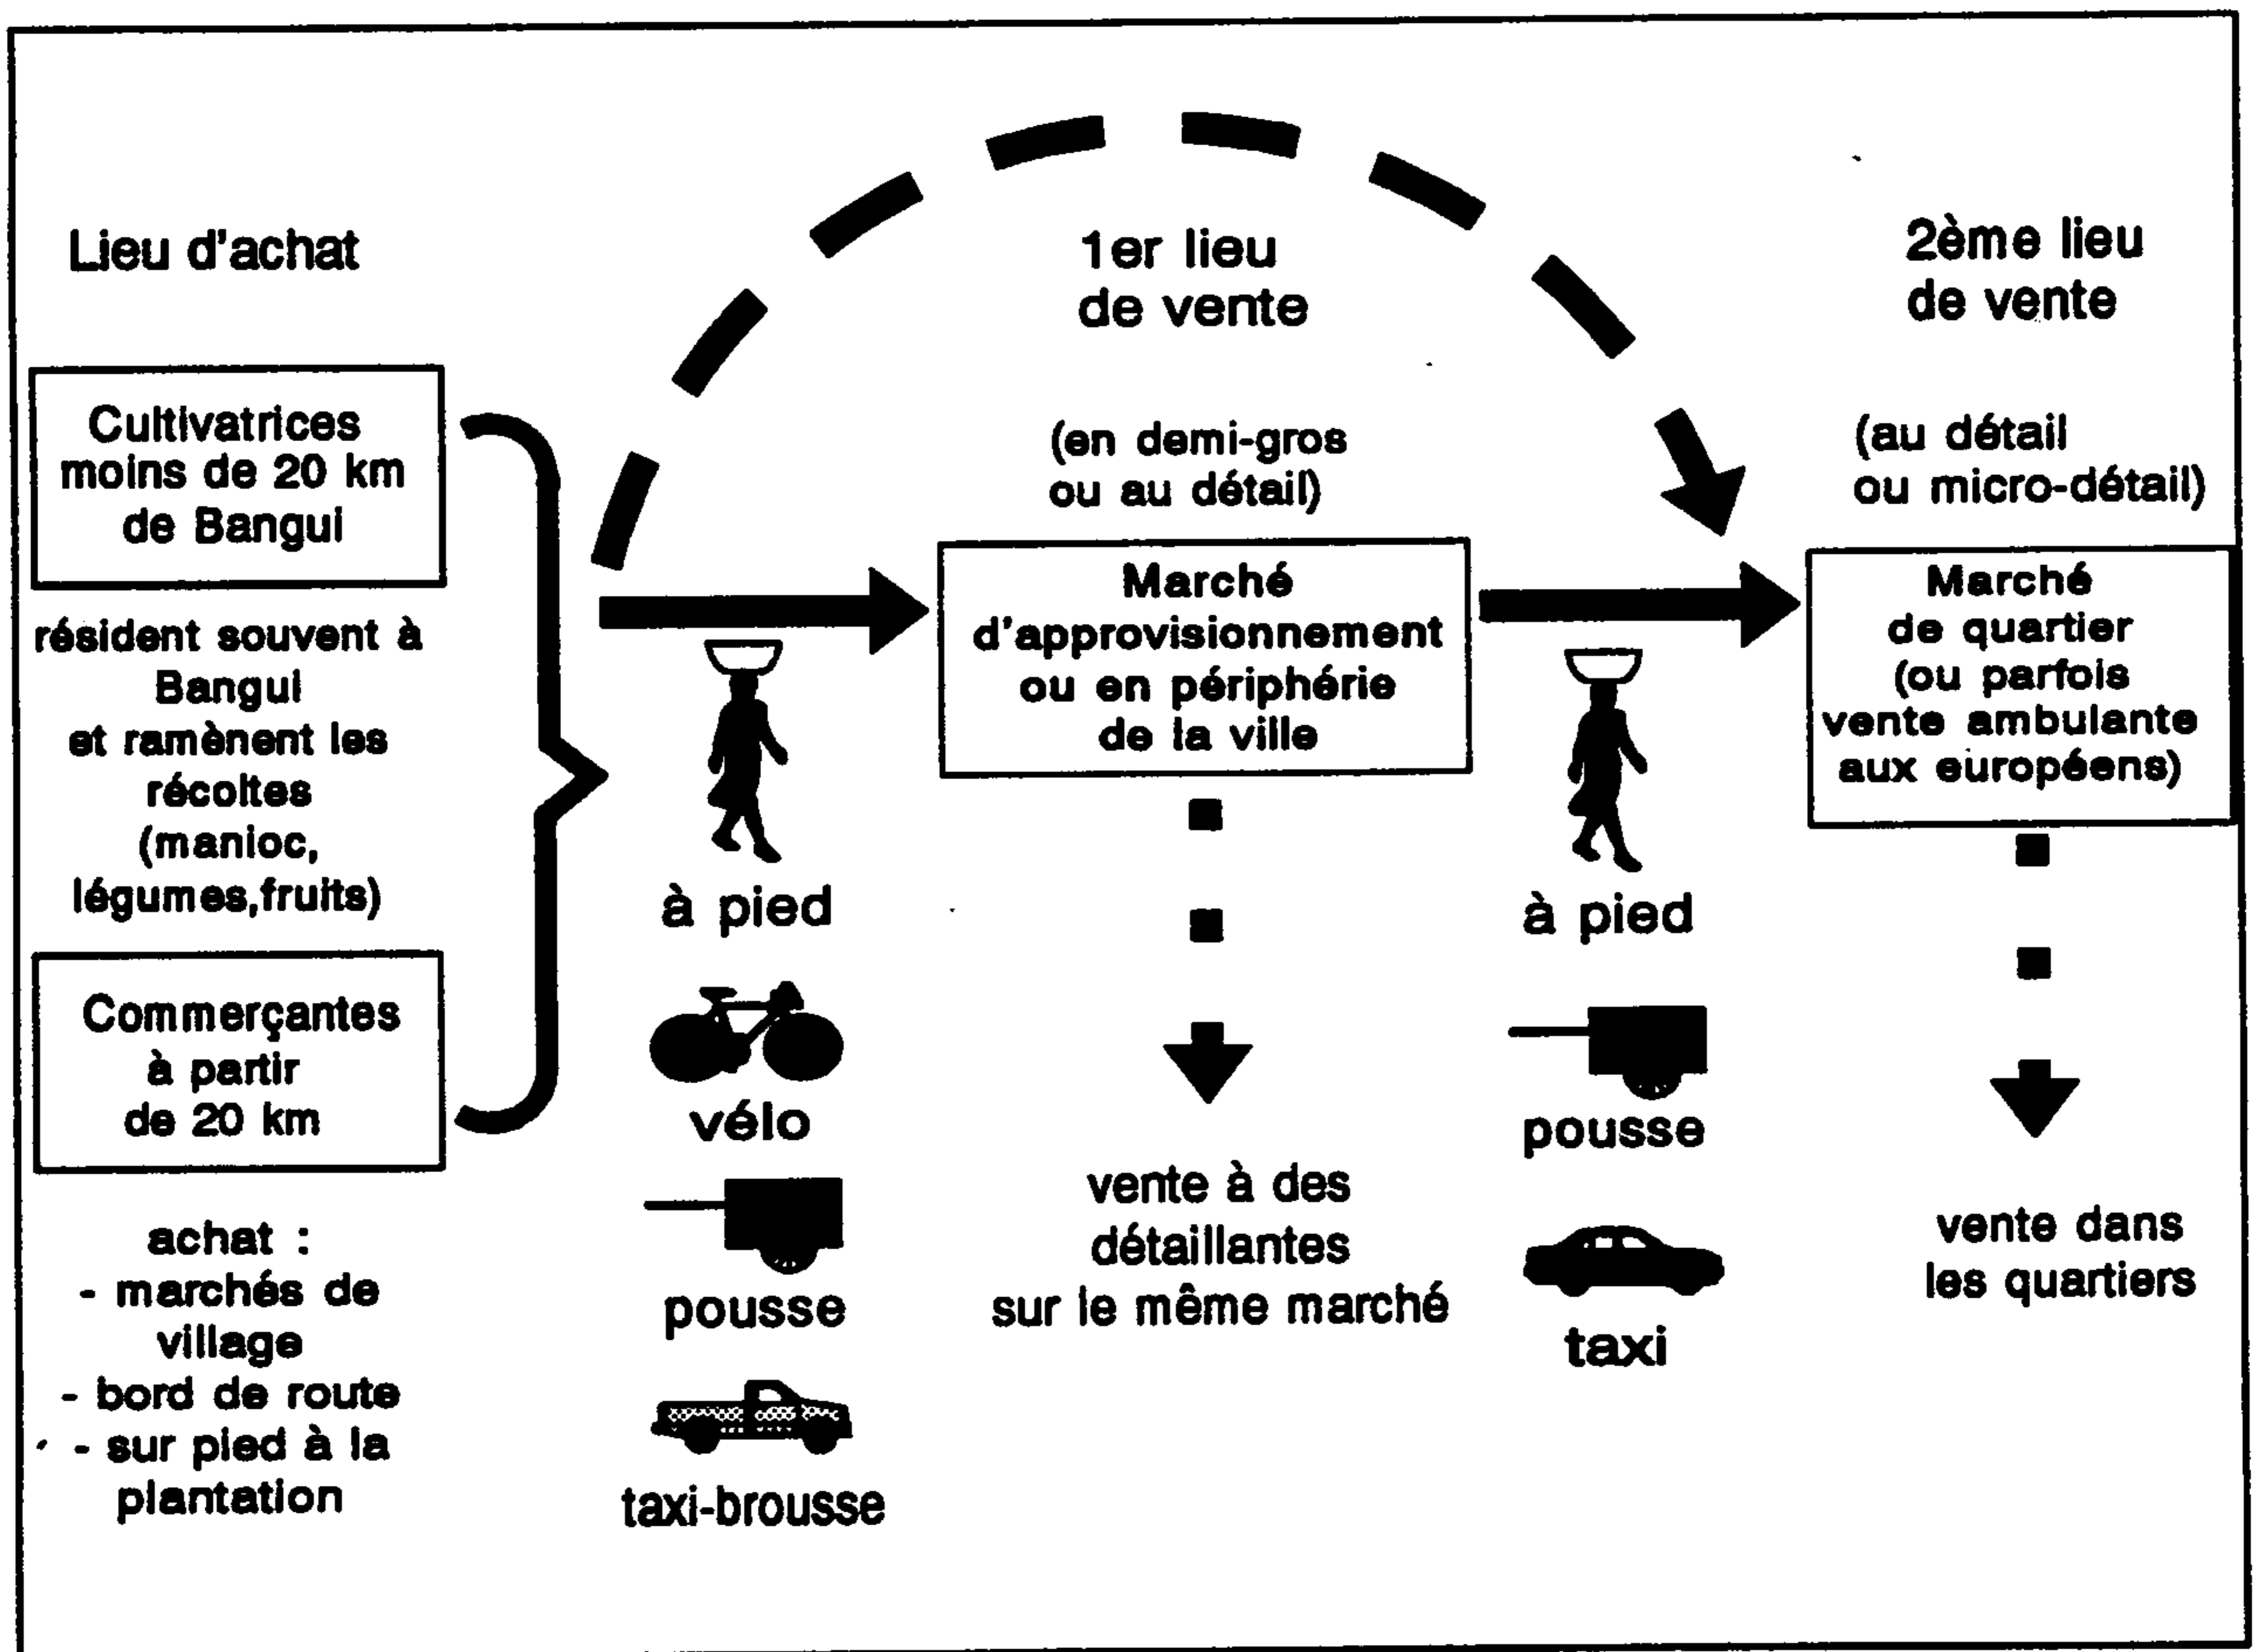 Lieu d'achat
Cultivatrices
moins de 20 km
de Bangui
résident souvent à
Bangui
et ramènent les
récoltes
(manioc,
légumes,fruits)
Commerçantes
à partir
de 20 km
achat :
- marchés de
village
- bord de route
- sur pied à la
plantation
à pied
vélo
pousse
taxi-brousse
1er lieu
de vente
(en demi-gros
ou au détail)
Marché
d'approvisionnement
ou en périphérie
de la ville
vente à des
détaillantes
sur le même marché
à pied
pousse
taxi
2ème lieu
de vente
(au détail
ou micro-détail)
Marché
de quartier
(ou parfois
vente ambulante
aux européens)
vente dans
les quartiers